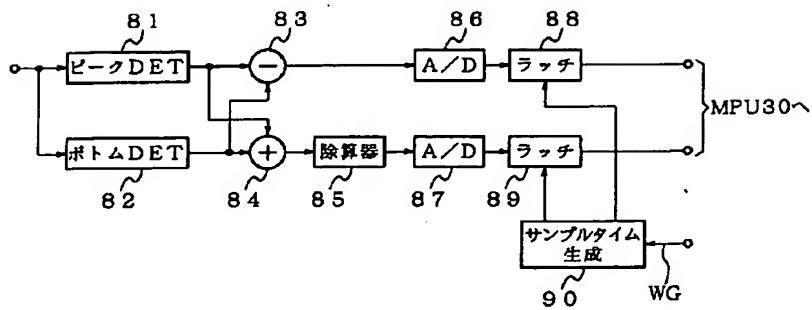 81
83
86
88
ピークDET
−
A/D
ラッチ
MPU30へ
ボトムDET
+
除算器
A/D
ラッチ
82
84
85
87
89
サンプルタイム
生成
90
WG